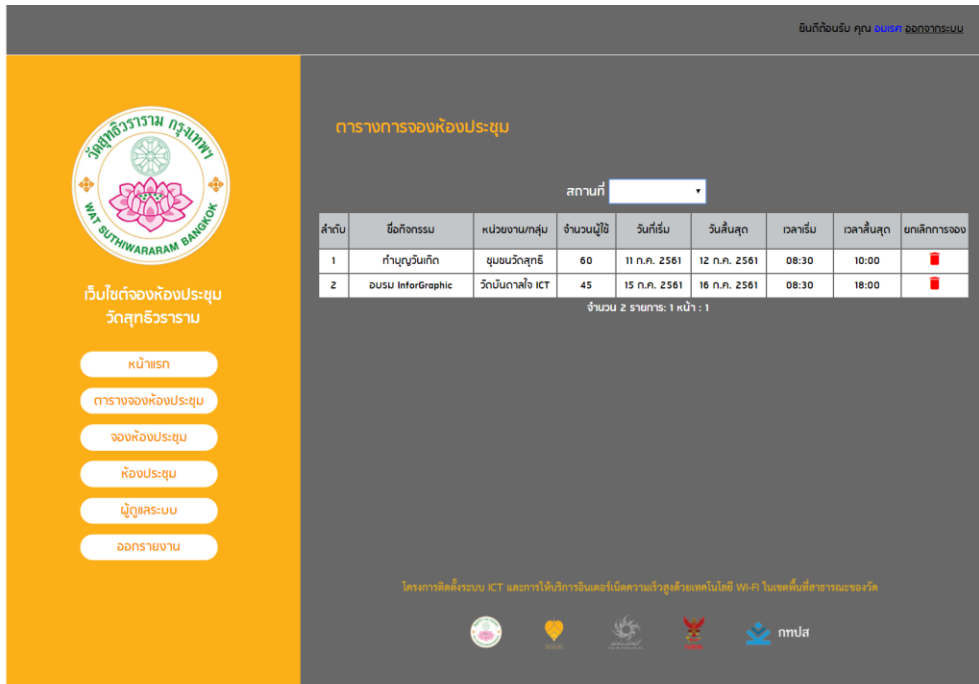 ยินดีต้อนรับ คุณ อมเรศ ออกจากระบบ
วัดสุทธิวราราม กรุงเทพฯ
WAT SUTHIWARARAM BANGKOK
เว็บไซต์จองห้องประชุม
วัดสุทธิวราราม
หน้าแรก
ตารางจองห้องประชุม
จองห้องประชุม
ห้องประชุม
ผู้ดูแลระบบ
ออกรายงาน
ตารางการจองห้องประชุม
สถานที่
ลำดับ ชื่อกิจกรรม หน่วยงาน/กลุ่ม จำนวนผู้ใช้ วันที่เริ่ม วันสิ้นสุด เวลาเริ่ม เวลาสิ้นสุด ยกเลิกการจอง
1 ทำบุญวันเกิด ชุมชนวัดสุทธิ 60 11 ก.ค. 2561 12 ก.ค. 2561 08:30 10:00
2 อบรม InforGraphic วัดบันดาลใจ ICT 45 15 ก.ค. 2561 16 ก.ค. 2561 08:30 18:00
จำนวน 2 รายการ: 1 หน้า : 1
โครงการติดตั้งระบบ ICT และการให้บริการอินเตอร์เน็ตความเร็วสูงด้วยเทคโนโลยี WI-FI ในเขตพื้นที่สาธารณะของวัด
กทปส